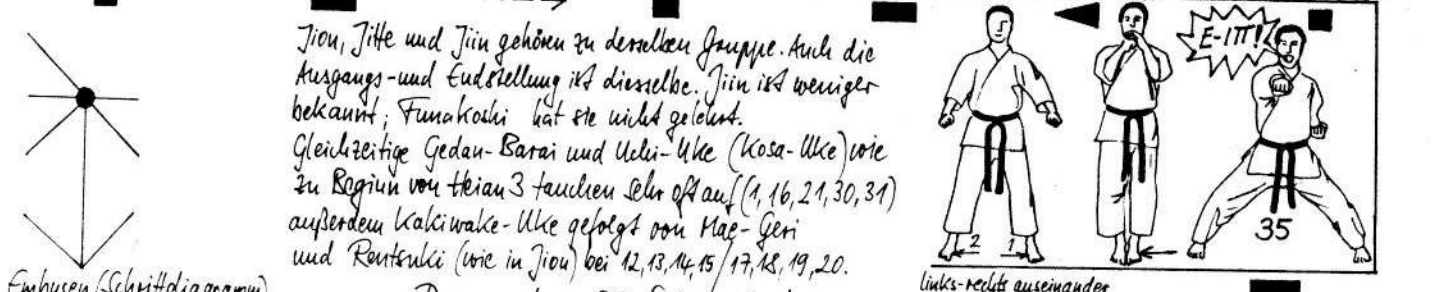 Jion, Jitte und Jiin gehören zu derselben Gruppe. Auch die
Ausgangs-und Endstellung ist diesselbe. Jiin ist weniger
bekannt; Funakoshi hat sie nicht gelehrt.
Gleichzeitige Gedan-Barai und Uchi-Uke (Kosa-Uke) wie
zu Beginn von Heian 3 tauchen sehr oft auf (1, 16, 21, 30, 31)
außerdem Kakiwake-Uke gefolgt von Mae-Geri
und Rentsuki (wie in Jion) bei 12,13,14,15/17,18,19,20.
Embusen (Schrittdiagramm)
E-ITT!
2 1
35
links-rechts auseinander